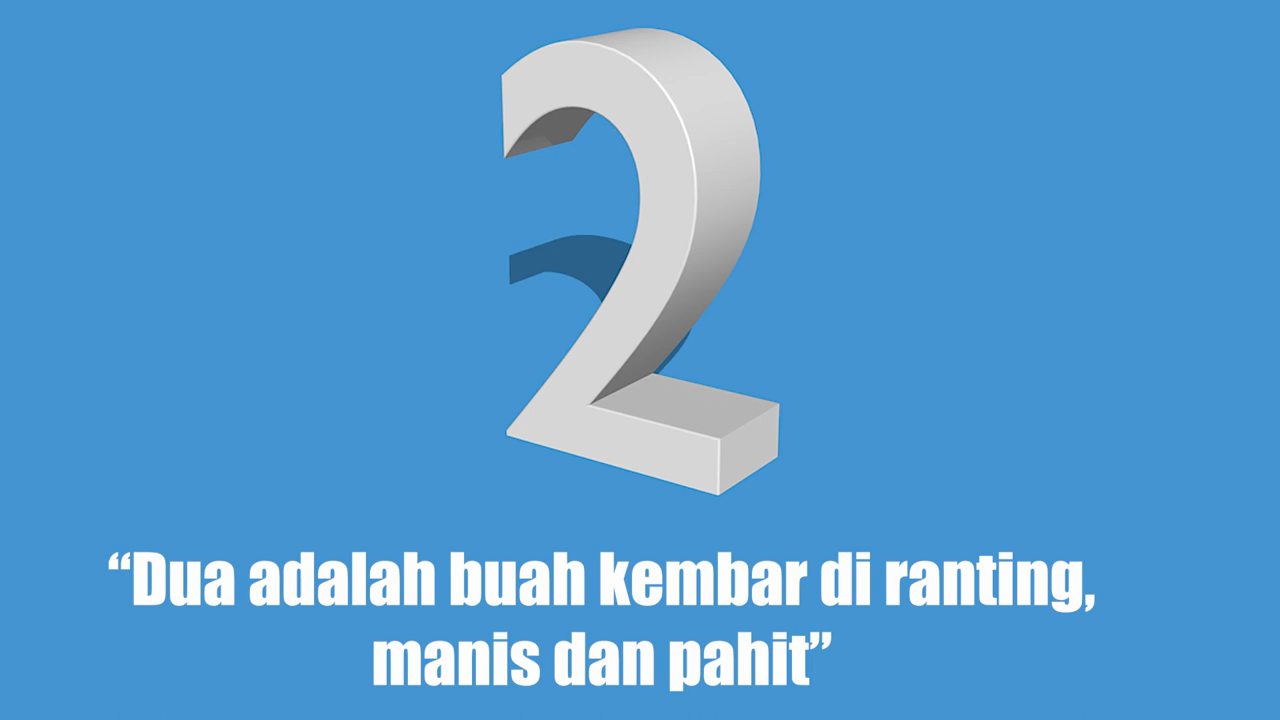 2
“Dua adalah buah kembar di ranting,
manis dan pahit”